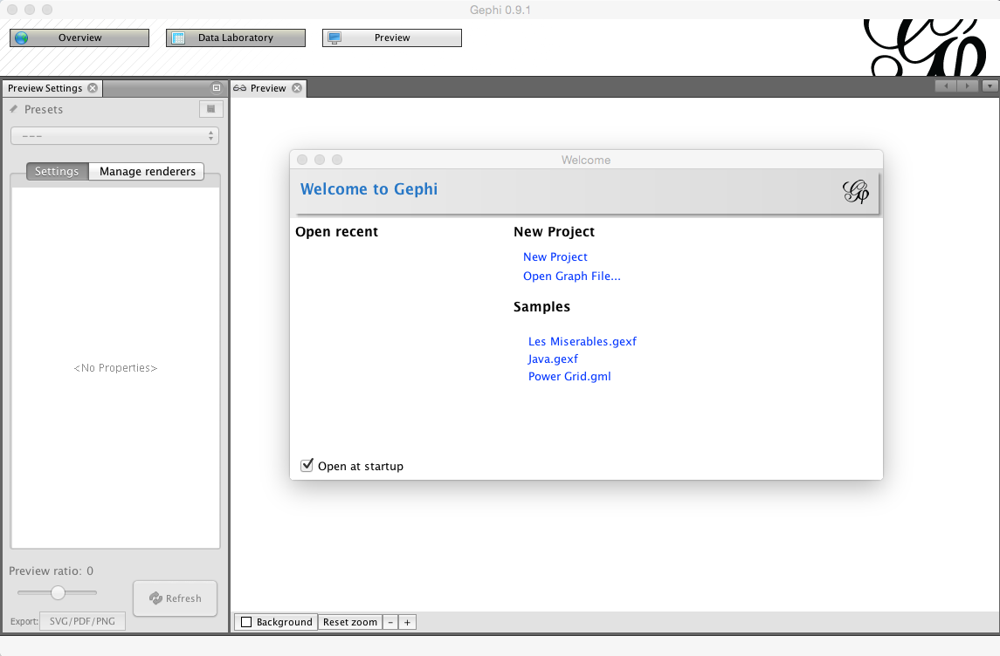 Gephi 0.9.1
Overview
Data Laboratory
Preview
Preview Settings
Presets
---
Settings
Manage renderers
<No Properties>
Preview ratio: 0
Refresh
Export:
SVG/PDF/PNG
Preview
Welcome
Welcome to Gephi
Open recent
New Project
New Project
Open Graph File...
Samples
Les Miserables.gexf
Java.gexf
Power Grid.gml
Open at startup
Background
Reset zoom
-
+